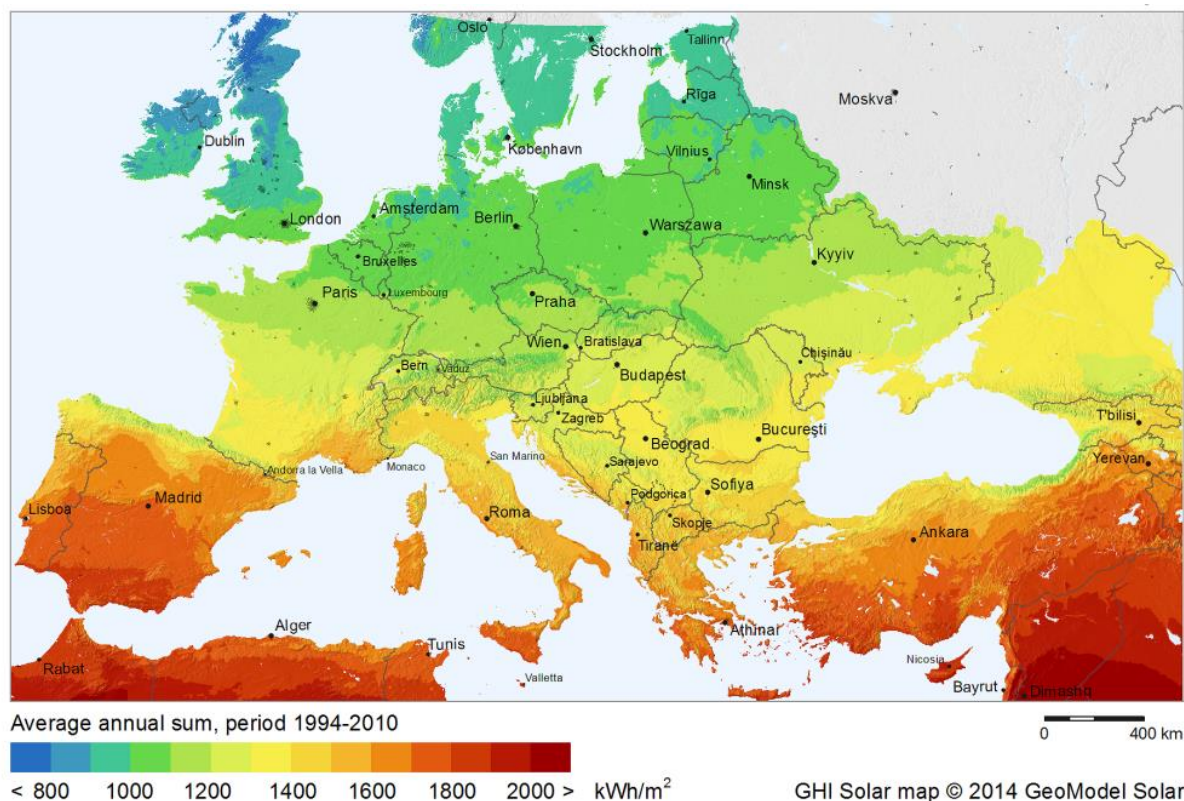 Oslo
Stockholm
Tallinn
Rīga
Moskva
Dublin
København
Vilnius
Minsk
London
Amsterdam
Berlin
Warszawa
Bruxelles
Kyyiv
Paris
Luxembourg
Praha
Wien
Bratislava
Chişinău
Bern
Vaduz
Budapest
Ljubljana
Zagreb
Bucureşti
T'bilisi
Beograd
San Marino
Monaco
Sarajevo
Yerevan
Andorra la Vella
Madrid
Podgorica
Sofiya
Lisboa
Roma
Skopje
Tiranë
Ankara
Alger
Athinai
Tunis
Rabat
Nicosia
Valletta
Bayrut
Dimashq
Average annual sum, period 1994-2010
0 400 km
< 800 1000 1200 1400 1600 1800 2000 > kWh/m²
GHI Solar map © 2014 GeoModel Solar